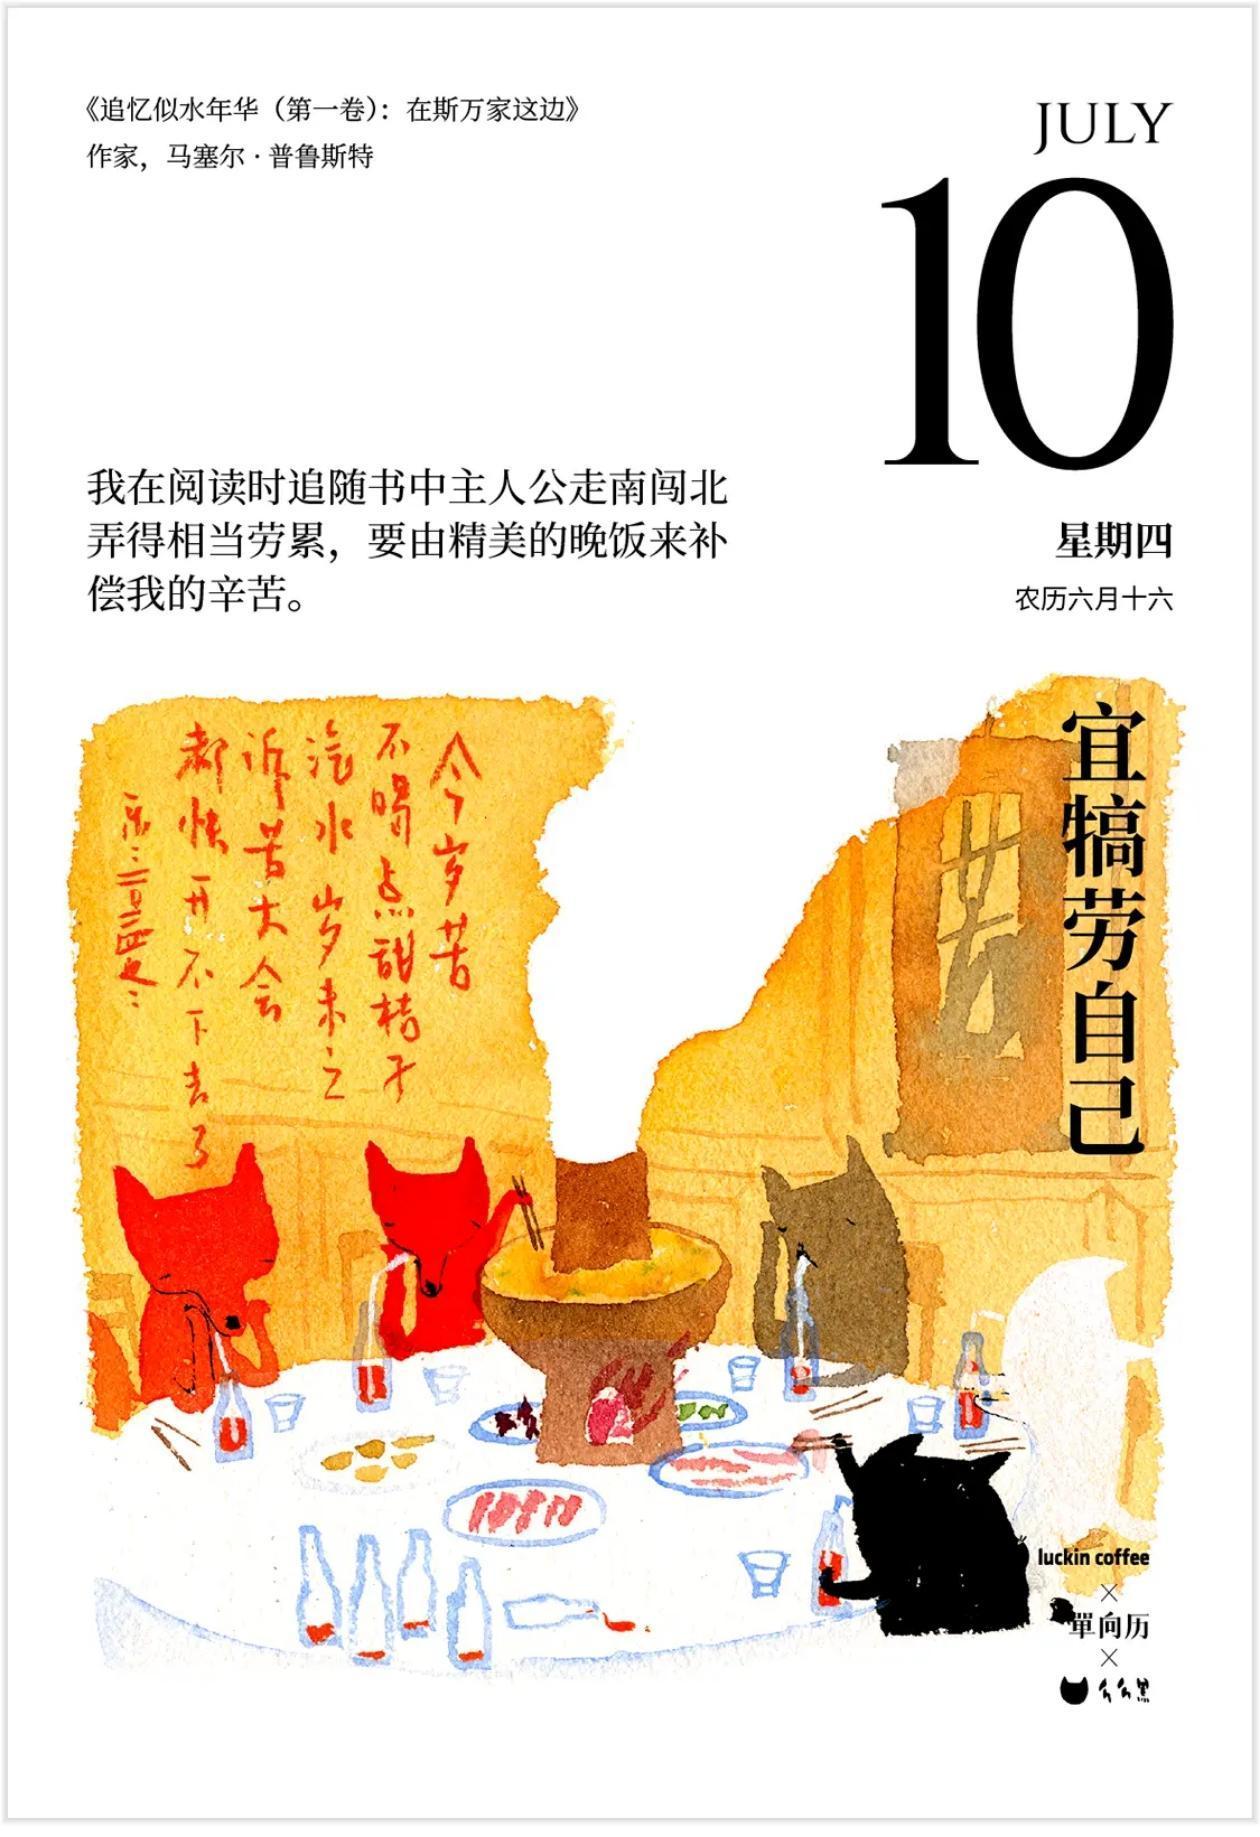 《追忆似水年华（第一卷）：在斯万家这边》
作家，马塞尔·普鲁斯特
JULY
10
我在阅读时追随书中主人公走南闯北
弄得相当劳累，要由精美的晚饭来补
偿我的辛苦。
星期四
农历六月十六
宜犒劳自己
今岁苦
不喝点甜桔子
汽水岁末之
诉苦大会
都快开不下去了
苦
luckin coffee
×
單向历
×